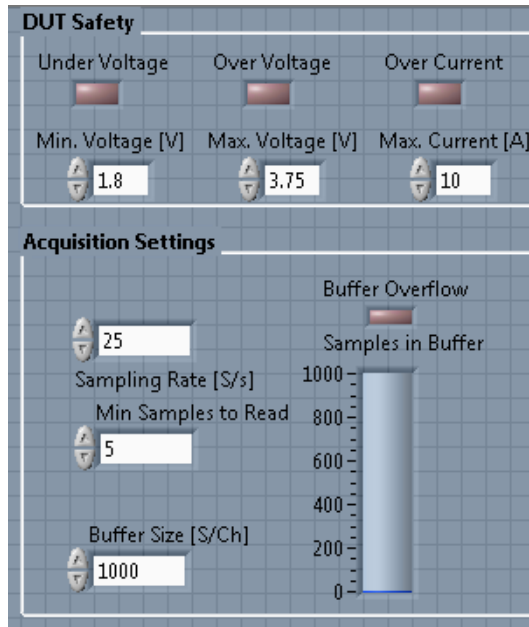 DUT Safety
Under Voltage Over Voltage Over Current
Min. Voltage [V] Max. Voltage [V] Max. Current [A]
1.8 3.75 10
Acquisition Settings
Buffer Overflow
25
Samples in Buffer
Sampling Rate [S/s]
1000
Min Samples to Read
800
5
600
400
Buffer Size [S/Ch]
200
1000
0